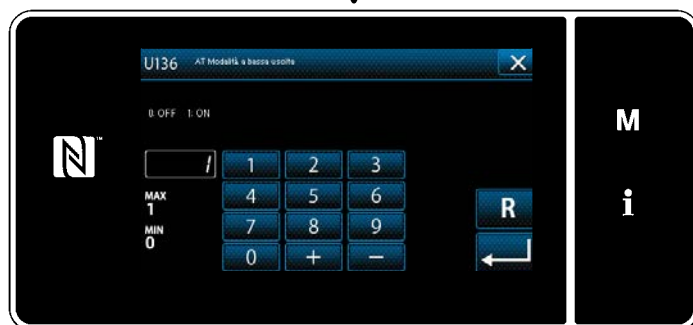 U136 AT Modalità a bassa uscita
0: OFF 1: ON
1
1 2 3
MAX
1
4 5 6
MIN
0
7 8 9
0 + −
R
M
i
N™